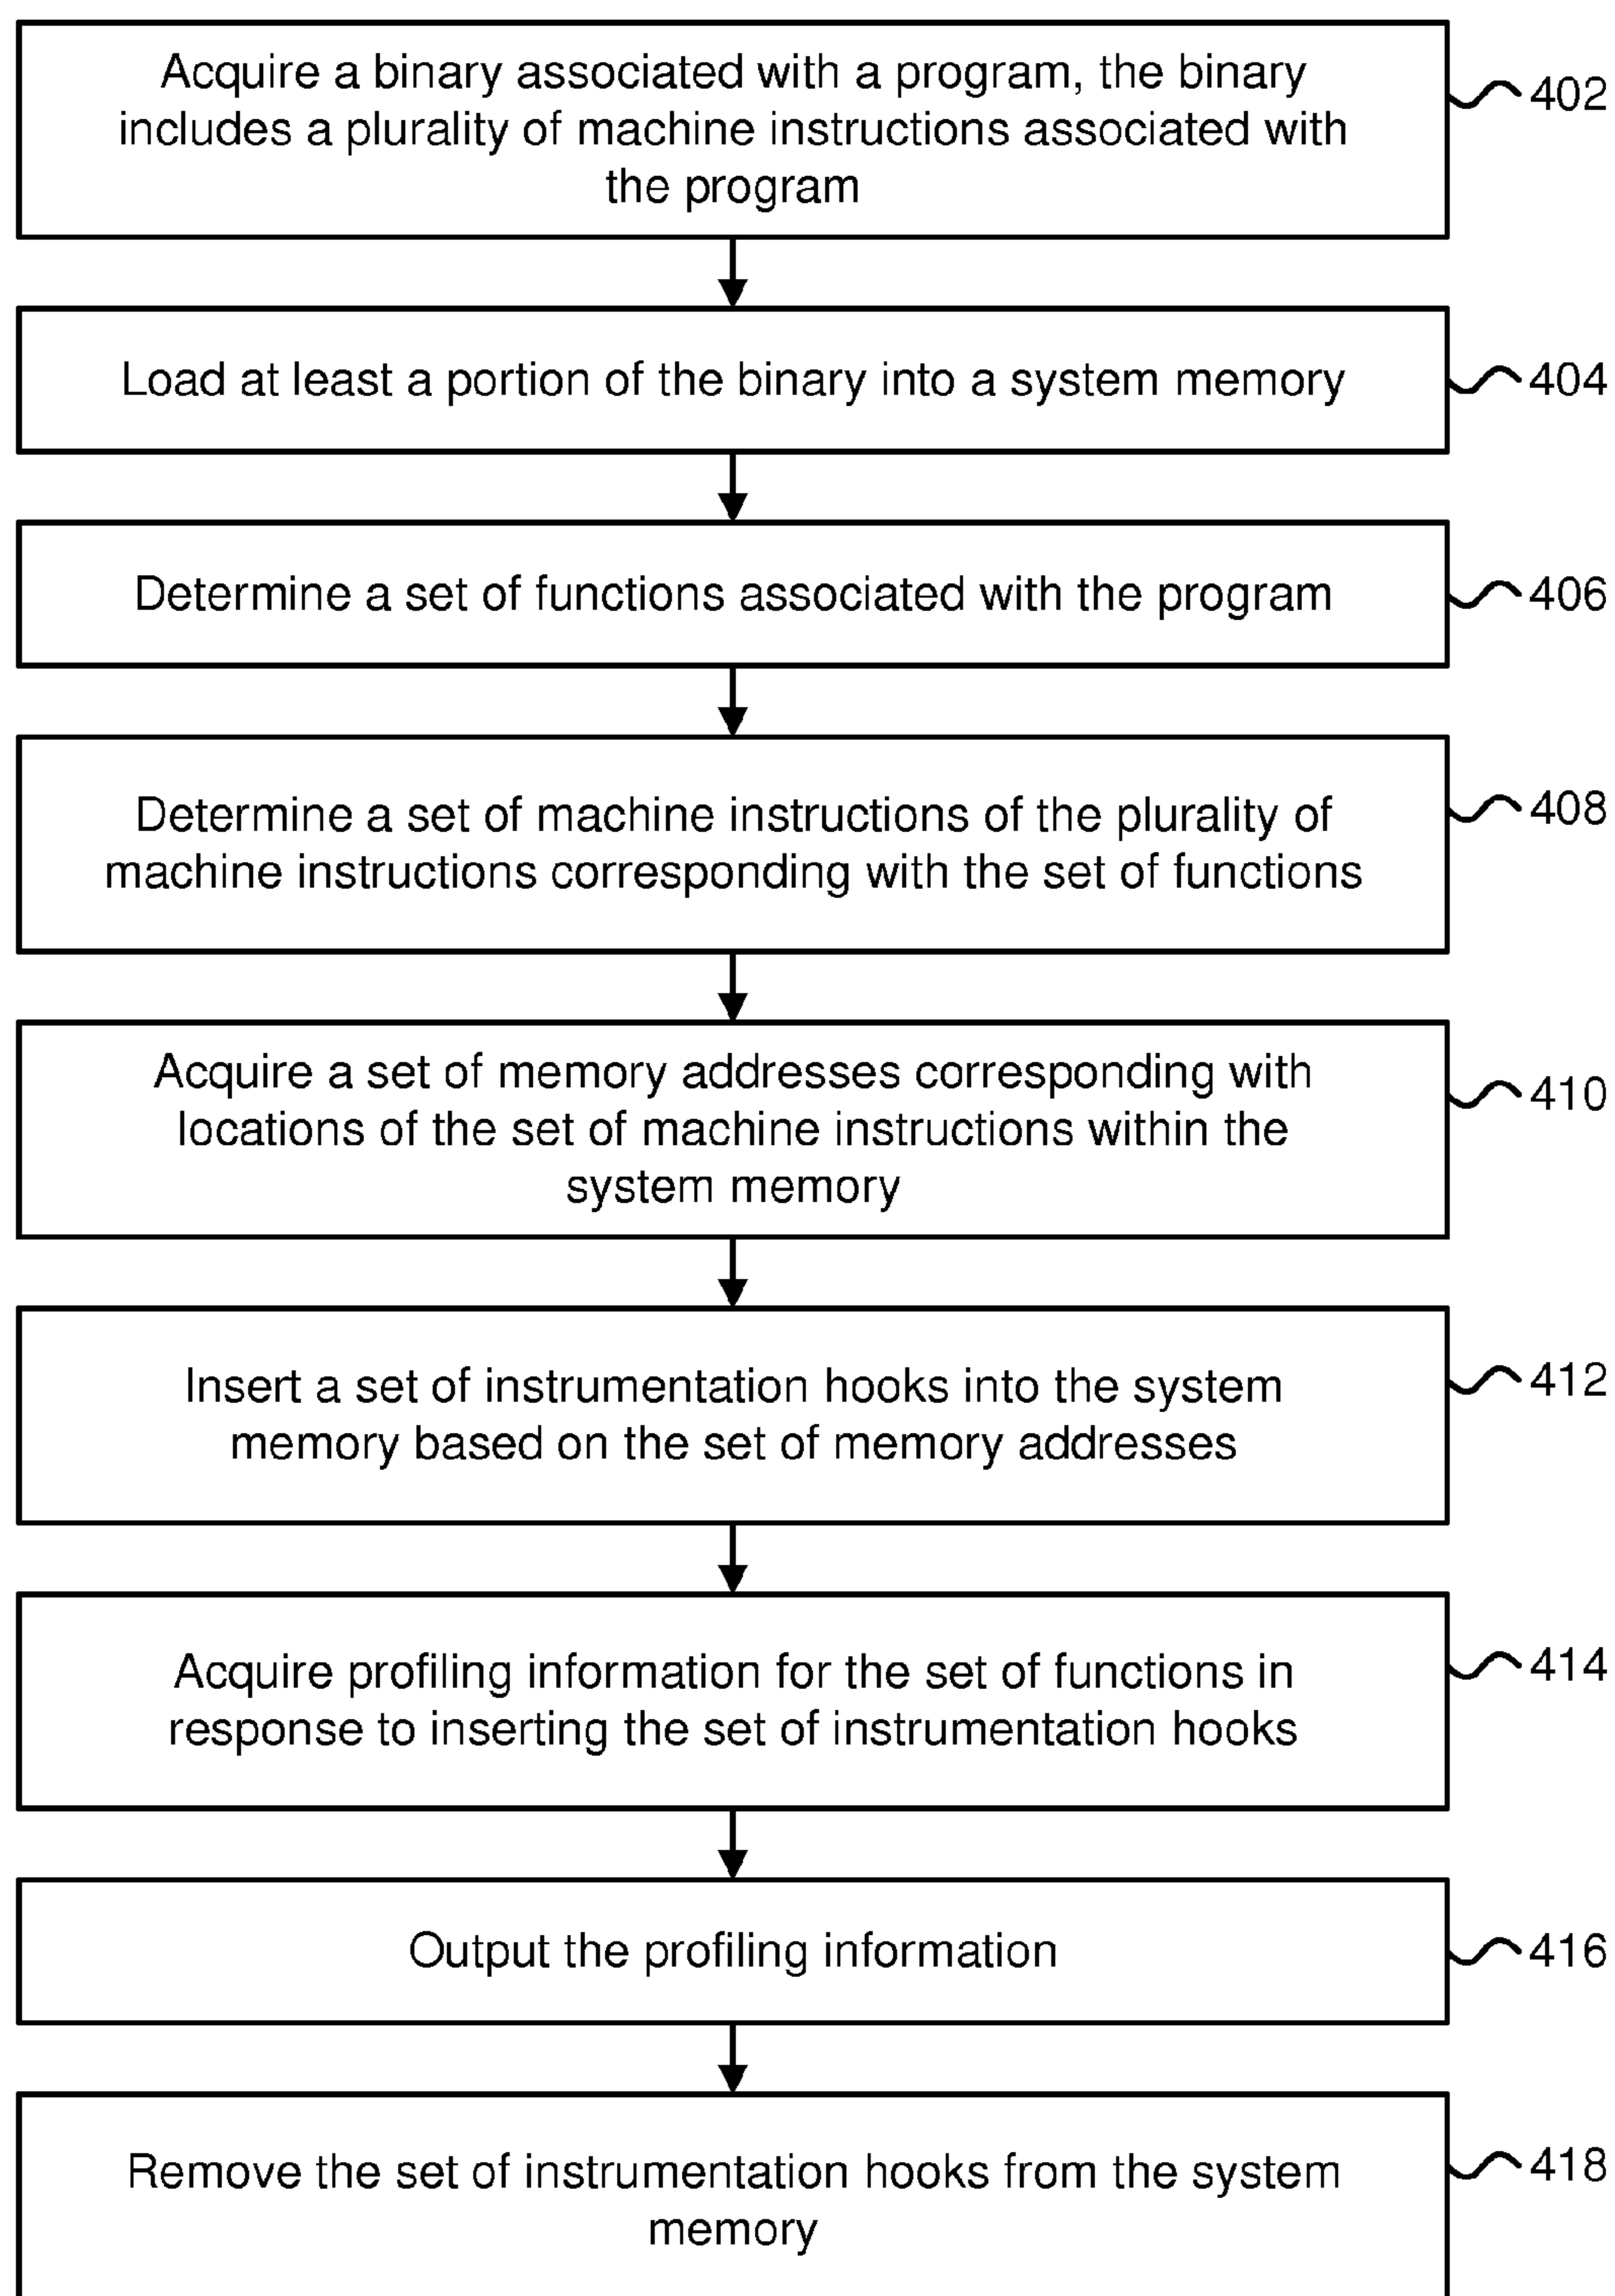 Acquire a binary associated with a program, the binary
includes a plurality of machine instructions associated with
the program
402
Load at least a portion of the binary into a system memory
404
Determine a set of functions associated with the program
406
Determine a set of machine instructions of the plurality of
machine instructions corresponding with the set of functions
408
Acquire a set of memory addresses corresponding with
locations of the set of machine instructions within the
system memory
410
Insert a set of instrumentation hooks into the system
memory based on the set of memory addresses
412
Acquire profiling information for the set of functions in
response to inserting the set of instrumentation hooks
414
Output the profiling information
416
Remove the set of instrumentation hooks from the system
memory
418